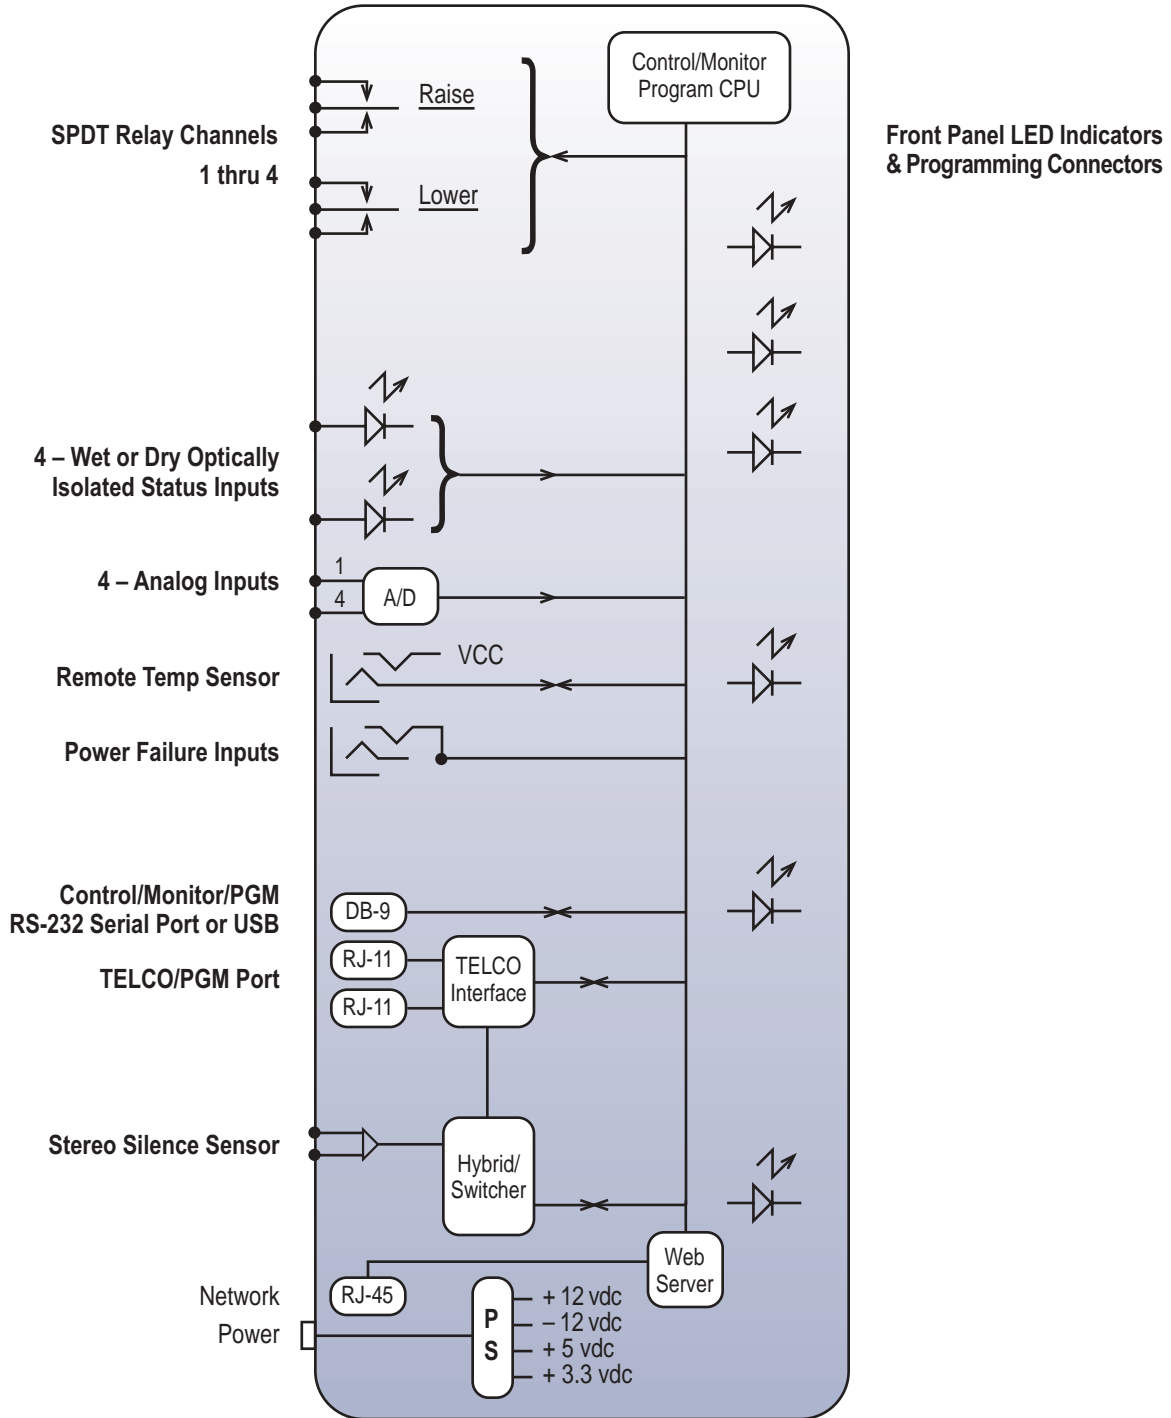 Control/Monitor
Program CPU
Raise
SPDT Relay Channels
1 thru 4
Lower
Front Panel LED Indicators
& Programming Connectors
4 – Wet or Dry Optically
Isolated Status Inputs
4 – Analog Inputs
1
4
A/D
VCC
Remote Temp Sensor
Power Failure Inputs
Control/Monitor/PGM
RS-232 Serial Port or USB
DB-9
TELCO/PGM Port
RJ-11
RJ-11
TELCO
Interface
Stereo Silence Sensor
Hybrid/
Switcher
Web
Server
Network
RJ-45
Power
P
S
+ 12 vdc
– 12 vdc
+ 5 vdc
+ 3.3 vdc